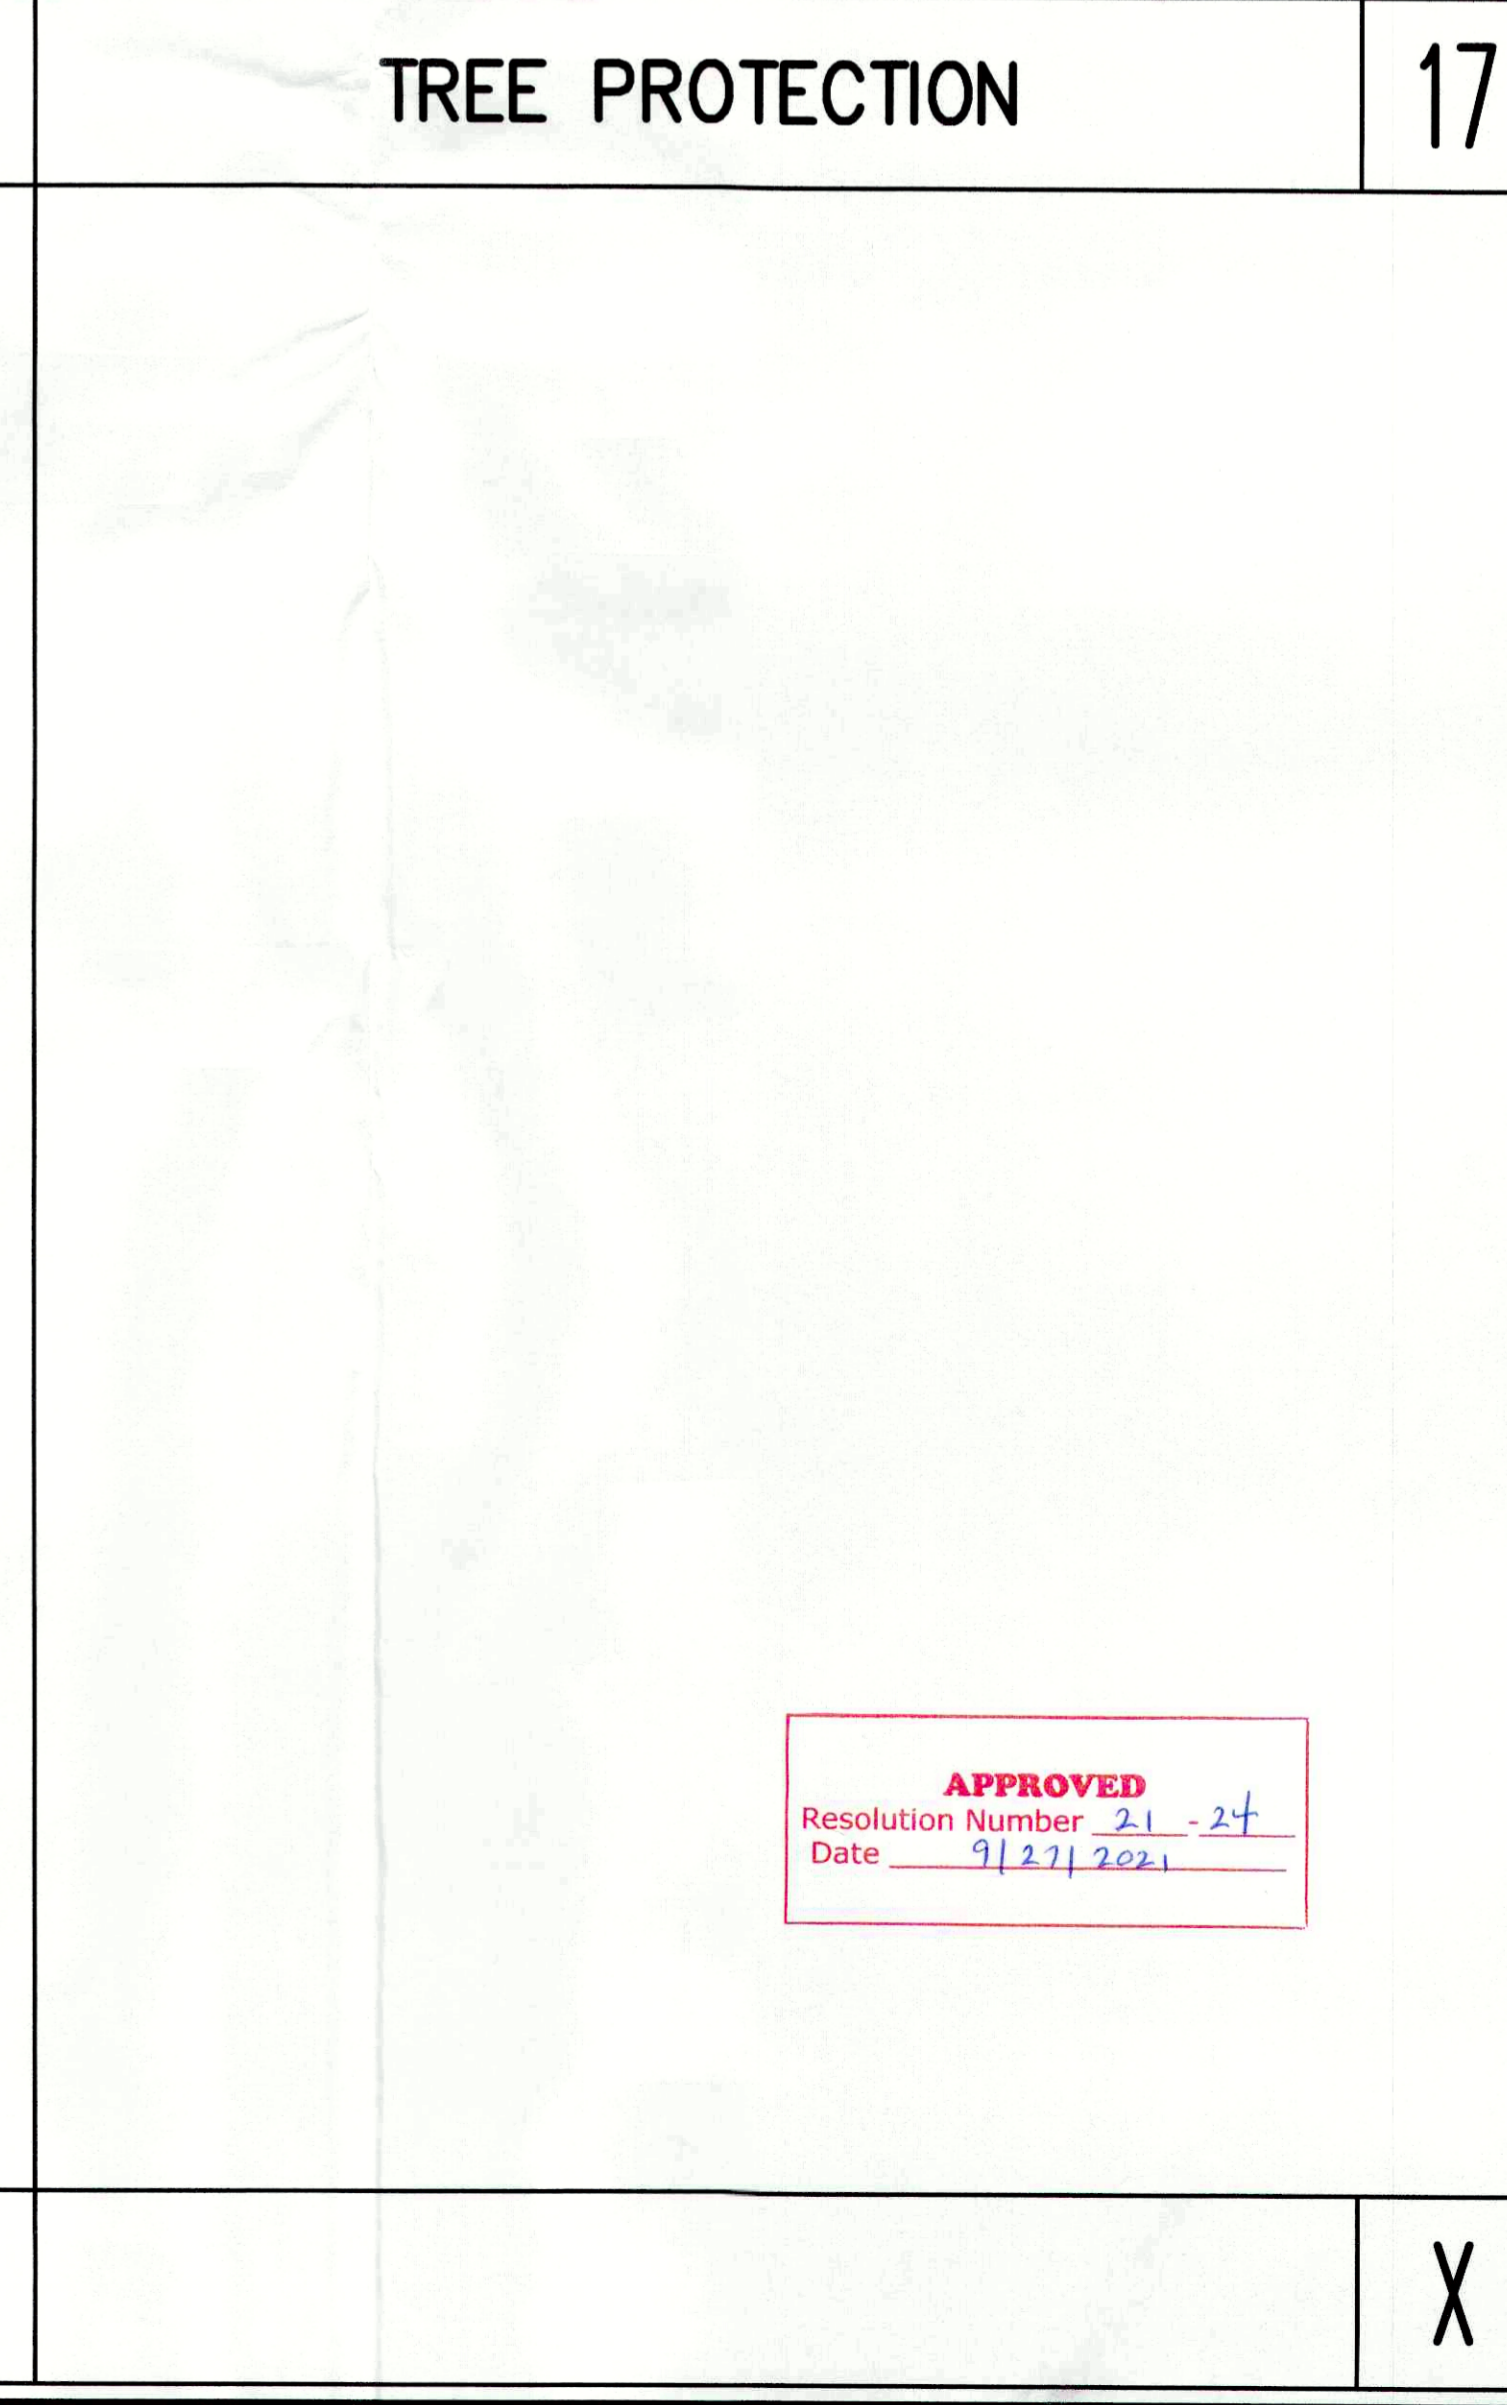 TREE PROTECTION
17
APPROVED
Resolution Number 21 - 24
Date 9/27/2021
X